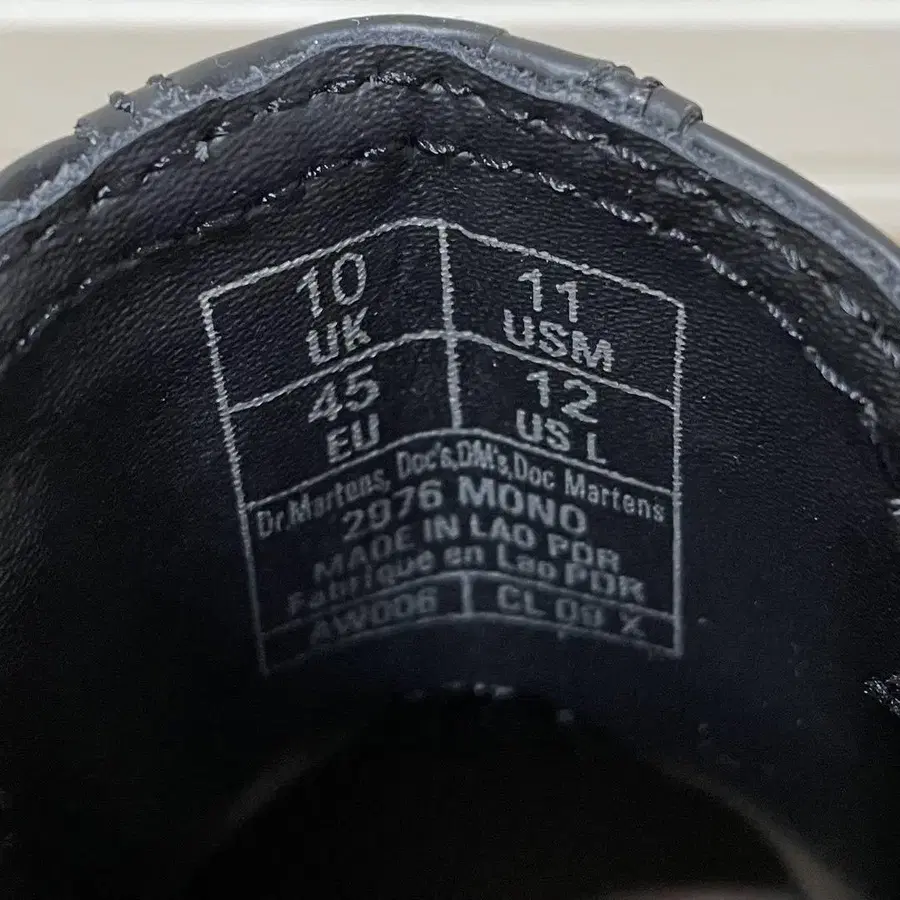 10
UK
11
USM
45
EU
12
US L
Dr.Martens, Doc's,DM's,Doc Martens
2976 MONO
MADE IN LAO PDR
Fabrique en Lao PDR
AW006
CL 09 X